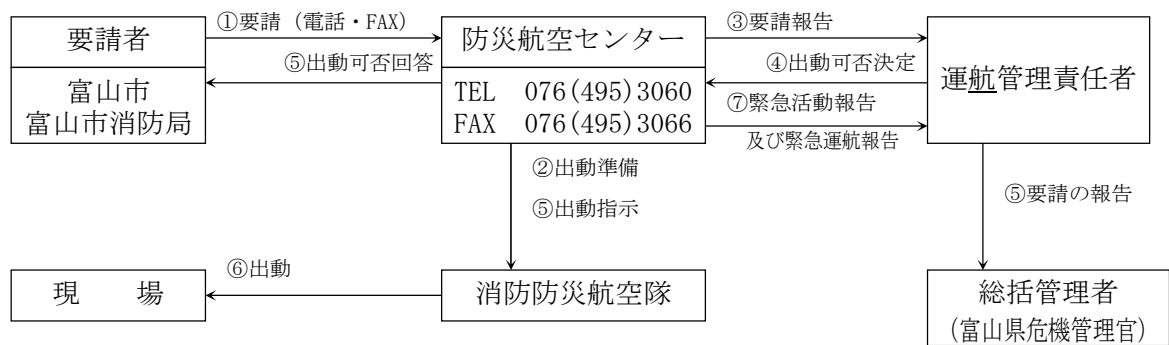 要請者
富山市
富山市消防局
①要請（電話・FAX）
⑤出動可否回答
防災航空センター
TEL　076(495)3060
FAX　076(495)3066
③要請報告
④出動可否決定
⑦緊急活動報告
及び緊急運航報告
運航管理責任者
②出動準備
⑤出動指示
⑤要請の報告
現　　場
⑥出動
消防防災航空隊
総括管理者
（富山県危機管理官）